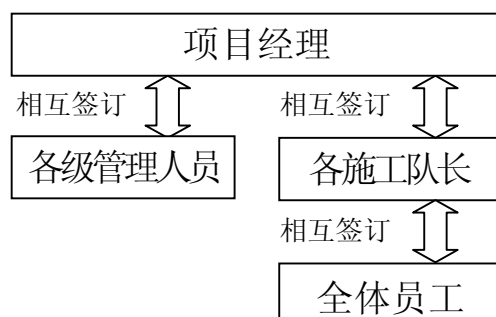 项目经理
相互签订 相互签订
各级管理人员 各施工队长
相互签订
全体员工